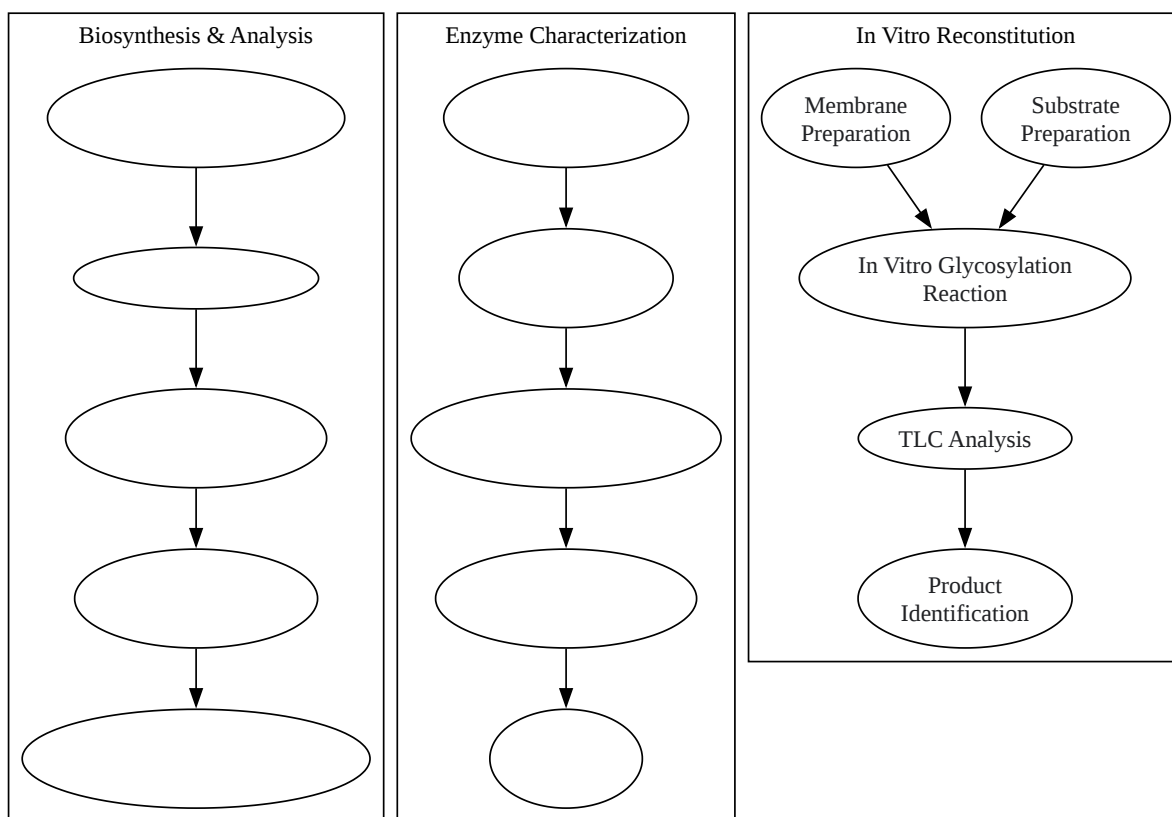 Biosynthesis & Analysis
Enzyme Characterization
In Vitro Reconstitution
Membrane
Preparation
Substrate
Preparation
In Vitro Glycosylation
Reaction
TLC Analysis
Product
Identification